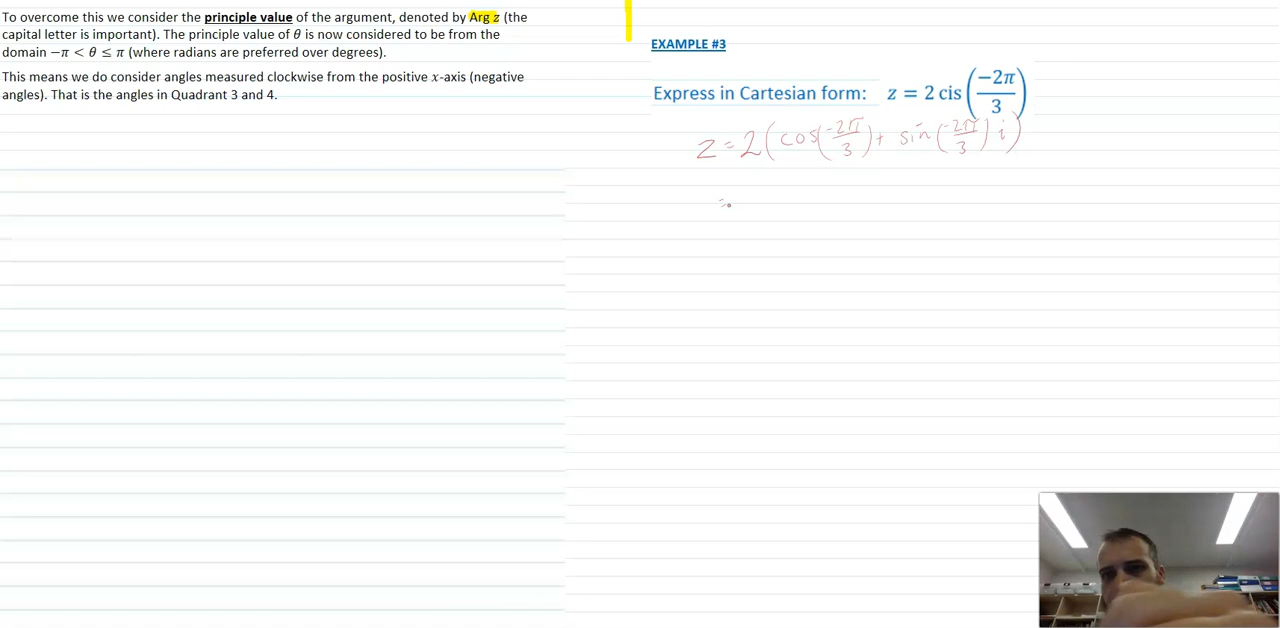 To overcome this we consider the principle value of the argument, denoted by Arg z (the
capital letter is important). The principle value of θ is now considered to be from the
domain −π < θ ≤ π (where radians are preferred over degrees).
This means we do consider angles measured clockwise from the positive x-axis (negative
angles). That is the angles in Quadrant 3 and 4.
EXAMPLE #3
Express in Cartesian form: z = 2 cis(−2π/3)
z = 2(cos(−2π/3) + sin(−2π/3) i)
=